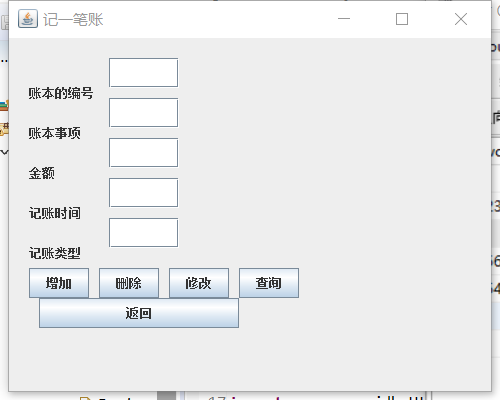 记一笔账
账本的编号
账本事项
金额
记账时间
记账类型
增加 删除 修改 查询
返回